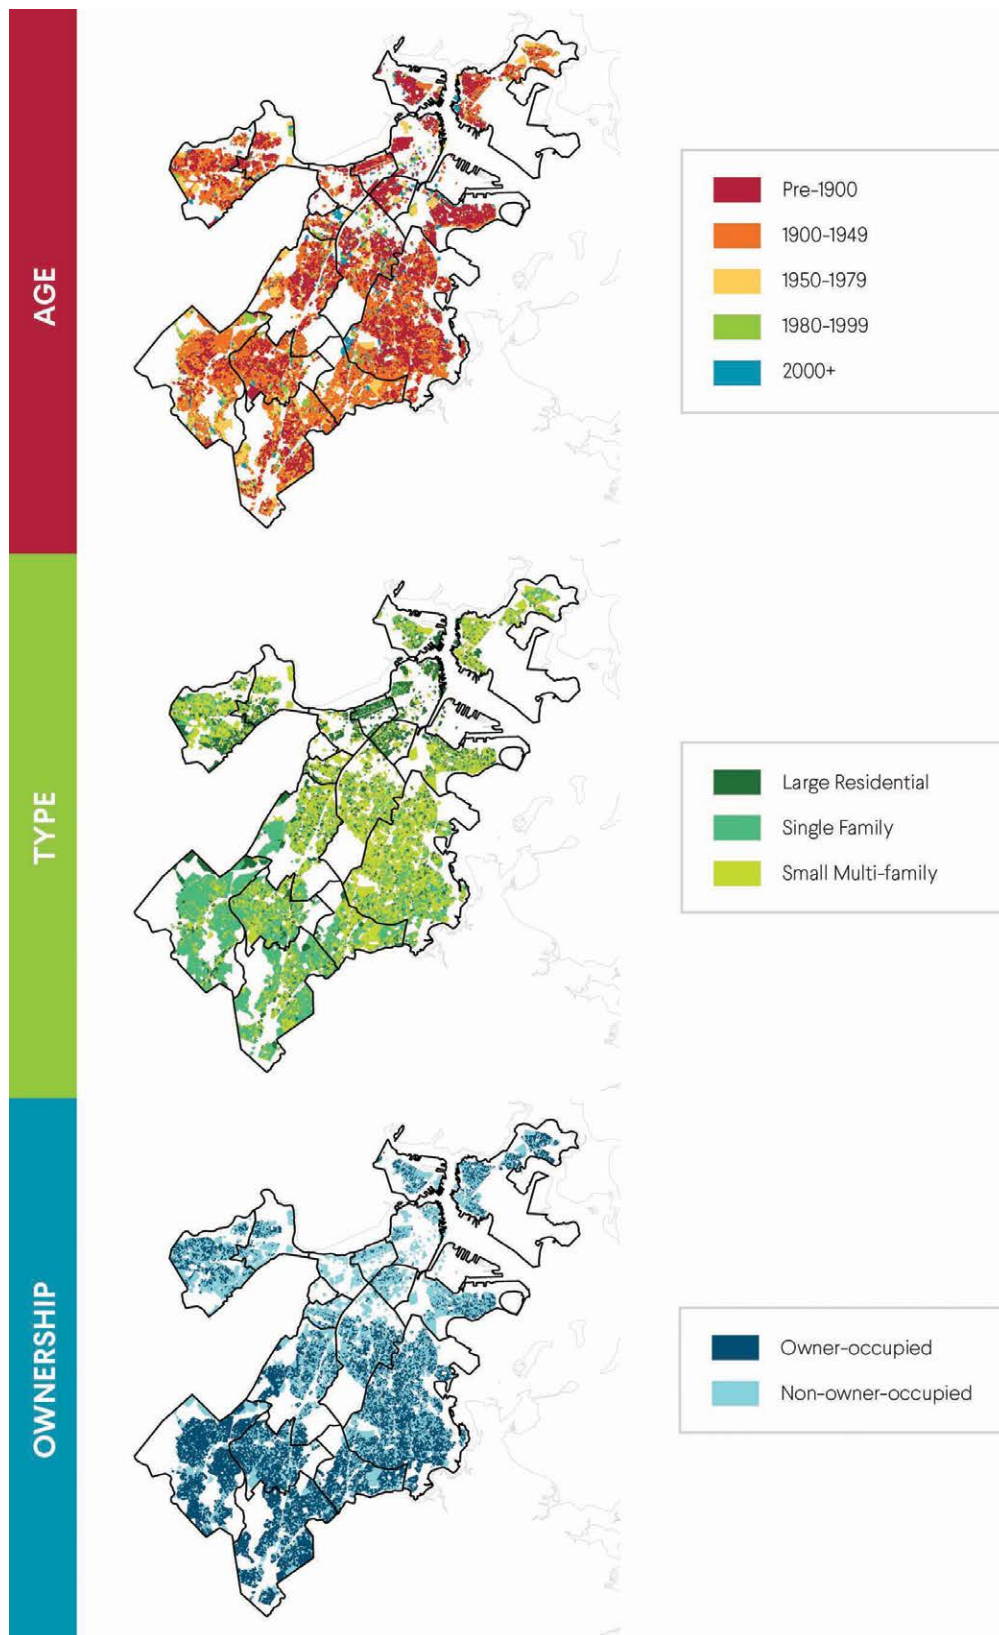 AGE
Pre-1900
1900-1949
1950-1979
1980-1999
2000+
TYPE
Large Residential
Single Family
Small Multi-family
OWNERSHIP
Owner-occupied
Non-owner-occupied